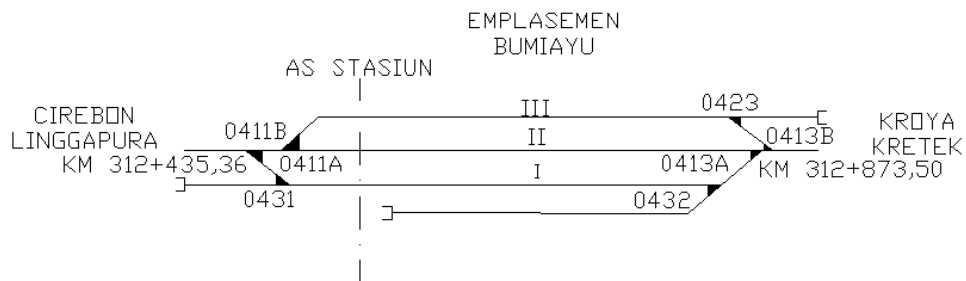 EMPLASEMEN
BUMIAYU
AS STASIUN
CIREBON
LINGGAPURA
KM 312+435,36
0411B
0411A
0431
III
II
I
0423
0413B
0413A
0432
KROYA
KRETEK
KM 312+873,50